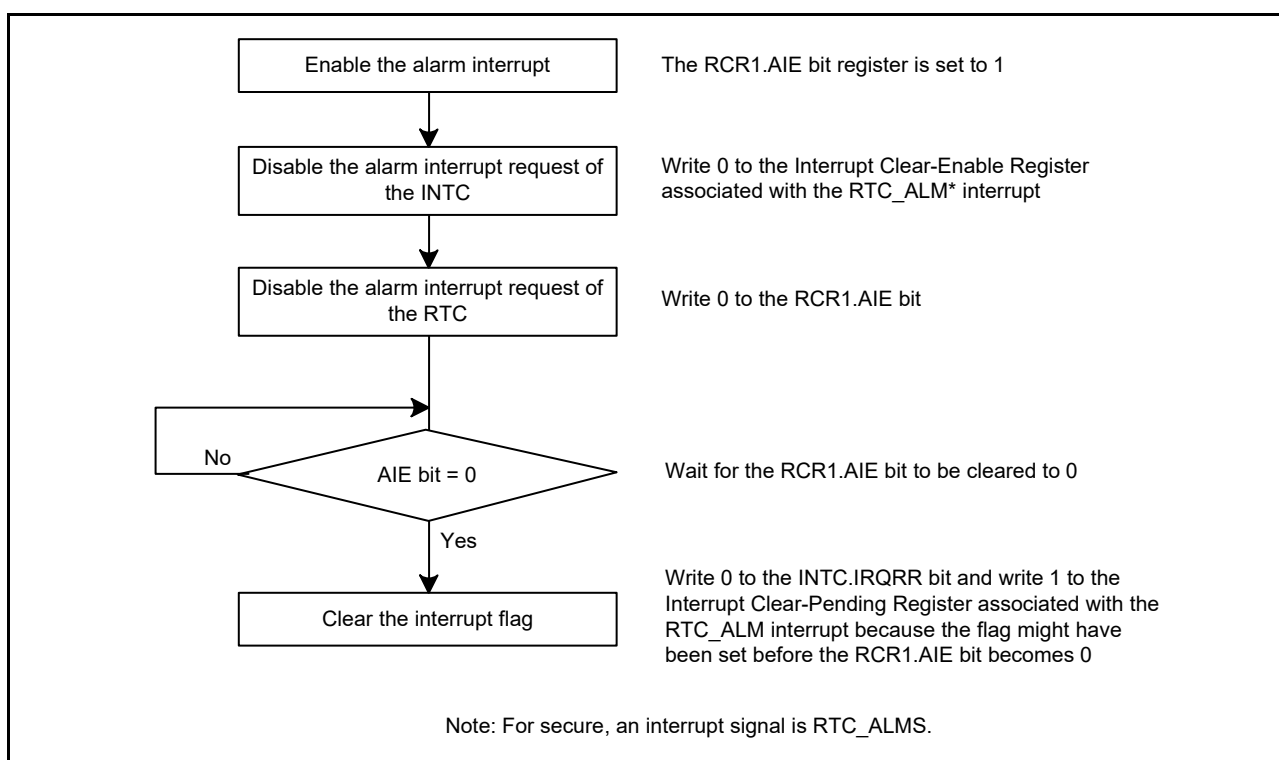 Enable the alarm interrupt
The RCR1.AIE bit register is set to 1
Disable the alarm interrupt request of
the INTC
Write 0 to the Interrupt Clear-Enable Register
associated with the RTC_ALM* interrupt
Disable the alarm interrupt request of
the RTC
Write 0 to the RCR1.AIE bit
No
AIE bit = 0
Wait for the RCR1.AIE bit to be cleared to 0
Yes
Clear the interrupt flag
Write 0 to the INTC.IRQRR bit and write 1 to the
Interrupt Clear-Pending Register associated with the
RTC_ALM interrupt because the flag might have
been set before the RCR1.AIE bit becomes 0
Note: For secure, an interrupt signal is RTC_ALMS.